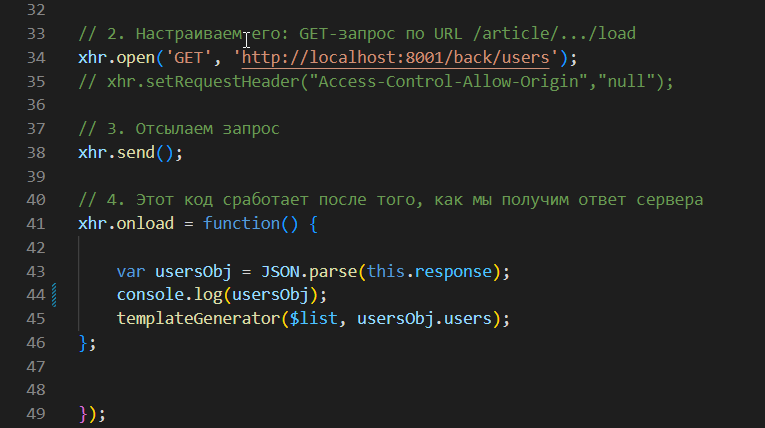 32
33 // 2. Настраиваем его: GET-запрос по URL /article/.../load
34 xhr.open('GET', 'http://localhost:8001/back/users');
35 // xhr.setRequestHeader("Access-Control-Allow-Origin","null");
36
37 // 3. Отсылаем запрос
38 xhr.send();
39
40 // 4. Этот код сработает после того, как мы получим ответ сервера
41 xhr.onload = function() {
42
43 var usersObj = JSON.parse(this.response);
44 console.log(usersObj);
45 templateGenerator($list, usersObj.users);
46 };
47
48
49 });